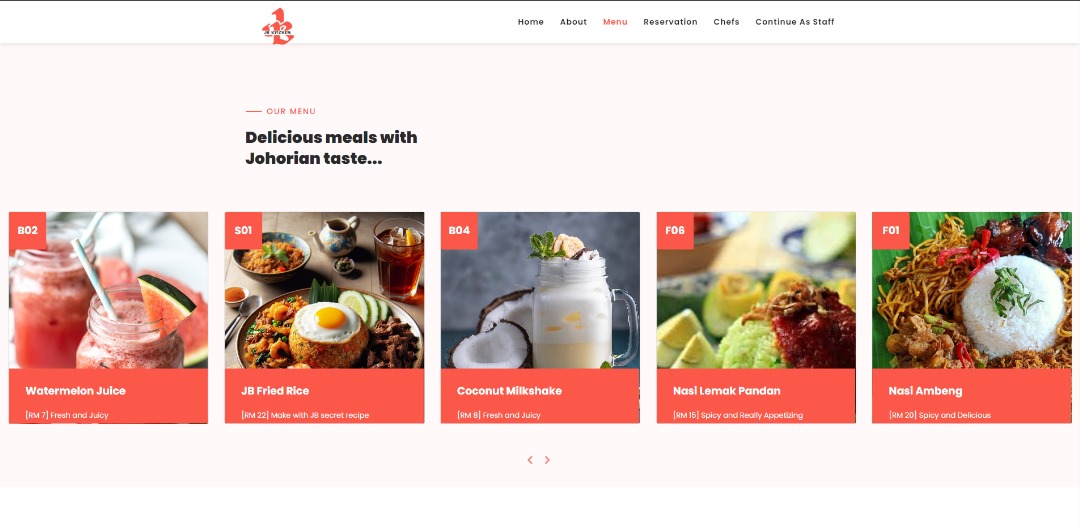 JB KITCHEN
Home About Menu Reservation Chefs Continue As Staff
OUR MENU
Delicious meals with
Johorian taste...
B02
S01
B04
F06
F01
Watermelon Juice
[RM 7] Fresh and Juicy
JB Fried Rice
[RM 22] Make with JB secret recipe
Coconut Milkshake
[RM 8] Fresh and Juicy
Nasi Lemak Pandan
[RM 15] Spicy and Really Appetizing
Nasi Ambeng
[RM 20] Spicy and Delicious